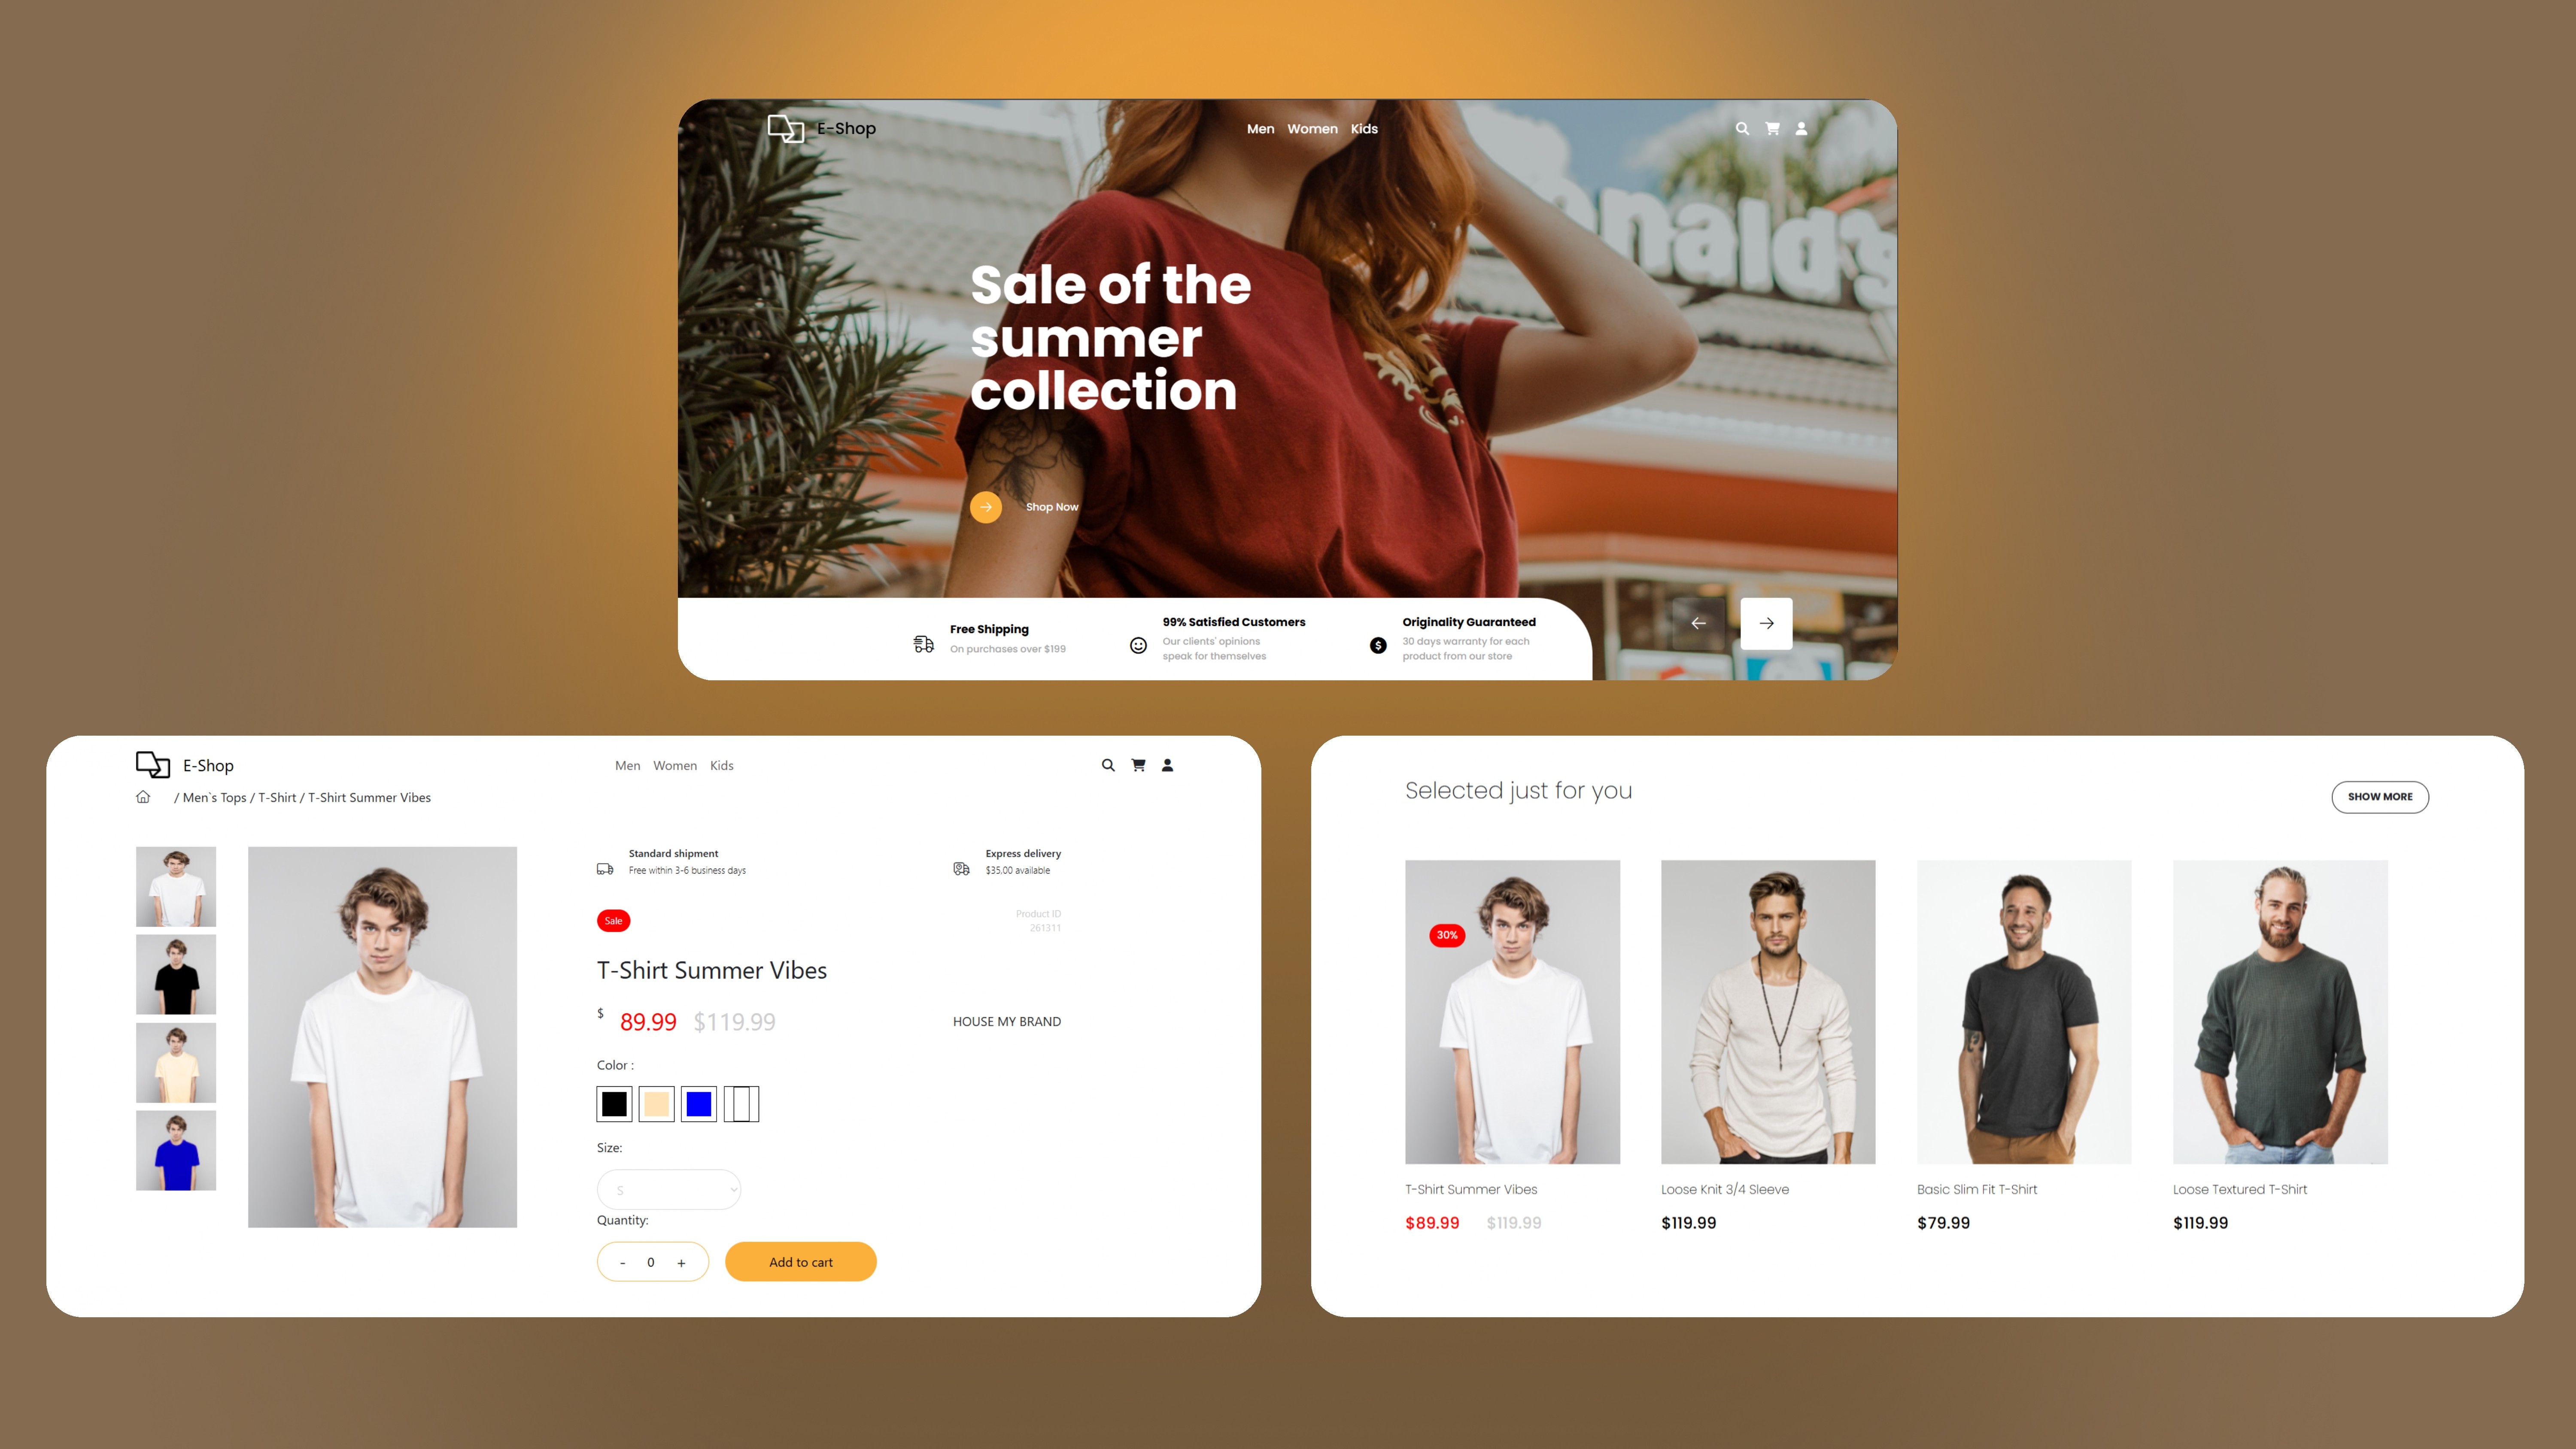 E-Shop
Men Women Kids
nald's
Sale of the
summer
collection
Shop Now
Free Shipping
On purchases over $199
99% Satisfied Customers
Our clients' opinions
speak for themselves
Originality Guaranteed
30 days warranty for each
product from our store
E-Shop
Men Women Kids
/ Men`s Tops / T-Shirt / T-Shirt Summer Vibes
Standard shipment
Free within 3-6 business days
Express delivery
$35.00 available
Sale
Product ID
261311
T-Shirt Summer Vibes
$ 89.99 $119.99
HOUSE MY BRAND
Color :
Size:
S
Quantity:
- 0 +
Add to cart
Selected just for you
SHOW MORE
30%
T-Shirt Summer Vibes
$89.99 $119.99
Loose Knit 3/4 Sleeve
$119.99
Basic Slim Fit T-Shirt
$79.99
Loose Textured T-Shirt
$119.99